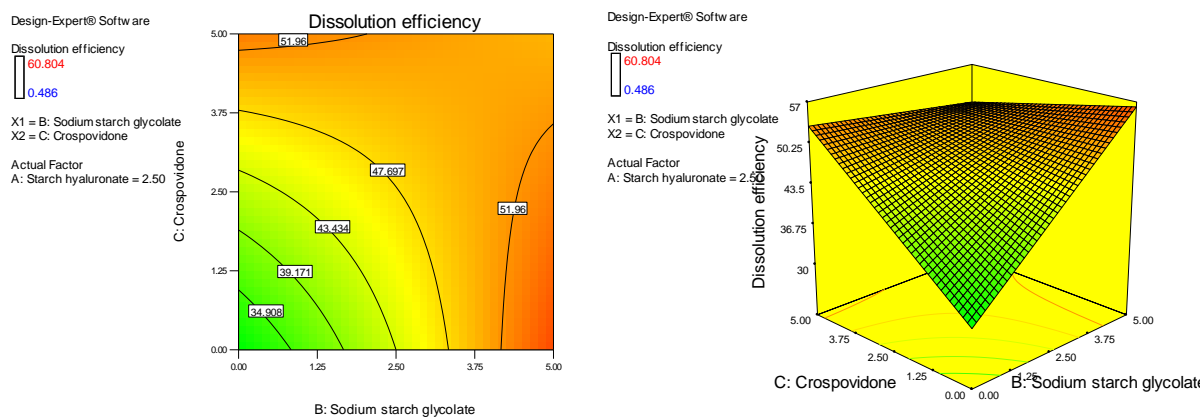 Design-Expert® Software
Dissolution efficiency
60.804
0.486
X1 = B: Sodium starch glycolate
X2 = C: Crospovidone
Actual Factor
A: Starch hyaluronate = 2.50
Dissolution efficiency
5.00
3.75
2.50
1.25
0.00
C: Crospovidone
51.96
47.697
43.434
51.96
39.171
34.908
0.00
1.25
2.50
3.75
5.00
B: Sodium starch glycolate
Design-Expert® Software
Dissolution efficiency
60.804
0.486
X1 = B: Sodium starch glycolate
X2 = C: Crospovidone
Actual Factor
A: Starch hyaluronate = 2.50
57
50.25
43.5
36.75
30
Dissolution efficiency
5.00
3.75
2.50
1.25
0.00
C: Crospovidone
5.00
3.75
2.50
1.25
0.00
B: Sodium starch glycolate